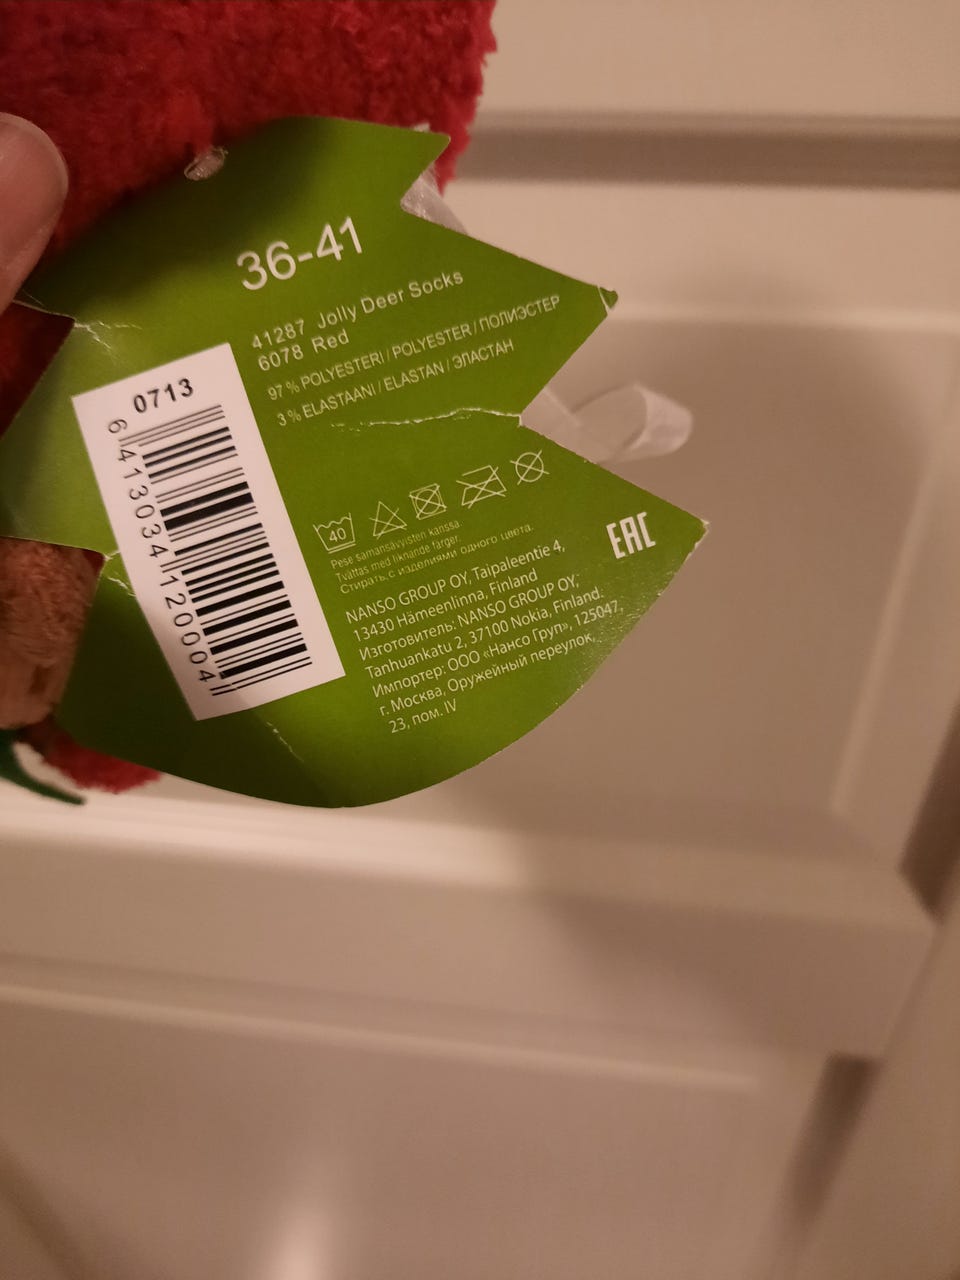 36-41
41287 Jolly Deer Socks
6078 Red
97 % POLYESTERI / POLYESTER / ПОЛИЭСТЕР
3 % ELASTAANI / ELASTAN / ЭЛАСТАН
0713
6413034120004
40
Pese samansävyisten kanssa
Tvättas med liknande färger.
Стирать с изделиями одного цвета.
NANSO GROUP OY, Taipaleentie 4,
13430 Hämeenlinna, Finland
Изготовитель: NANSO GROUP OY,
Tanhuankatu 2, 37100 Nokia, Finland.
Импортер: ООО «Нансо Груп», 125047,
г. Москва, Оружейный переулок,
23, пом. IV
EAC